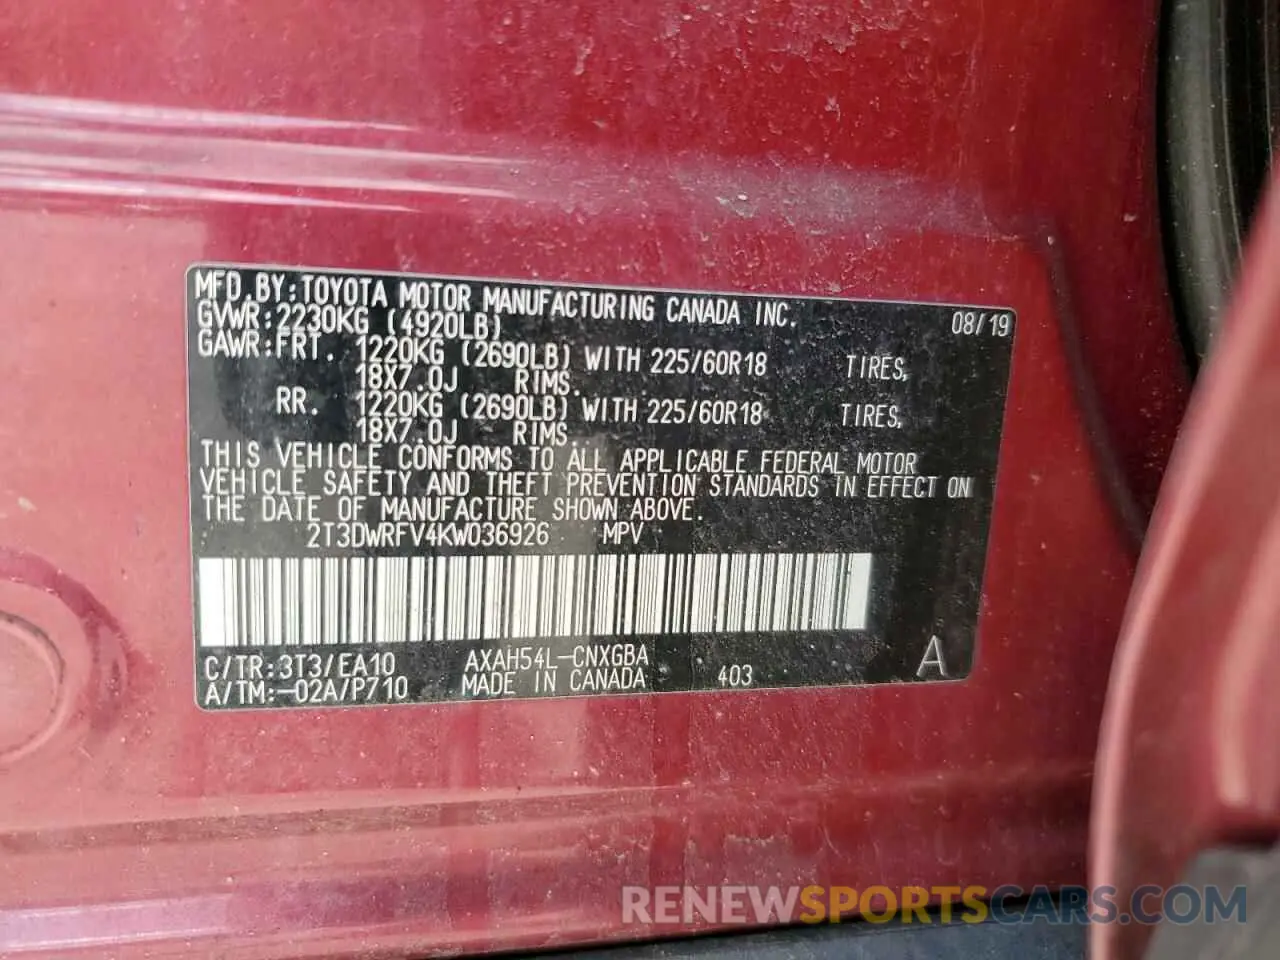 MFD.BY:TOYOTA MOTOR MANUFACTURING CANADA INC. 08/19
GVWR:2230KG (4920LB)
GAWR:FRT. 1220KG (2690LB) WITH 225/60R18 TIRES,
18X7.0J RIMS.
RR. 1220KG (2690LB) WITH 225/60R18 TIRES,
18X7.0J RIMS.
THIS VEHICLE CONFORMS TO ALL APPLICABLE FEDERAL MOTOR
VEHICLE SAFETY AND THEFT PREVENTION STANDARDS IN EFFECT ON
THE DATE OF MANUFACTURE SHOWN ABOVE.
2T3DWRFV4KW036926 MPV
C/TR:3T3/EA10 AXAH54L-CNXGBA A
A/TM:-02A/P710 MADE IN CANADA 403
RENEWSPORTSCARS.COM